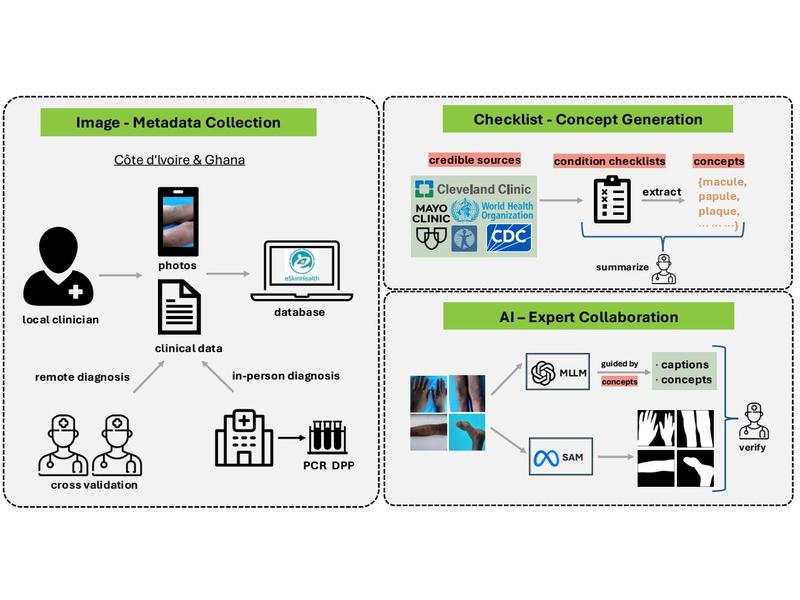 Image - Metadata Collection
Côte d'Ivoire & Ghana
photos
local clinician
eSkinHealth
database
clinical data
remote diagnosis
in-person diagnosis
cross validation
PCR DPP
Checklist - Concept Generation
credible sources
condition checklists
concepts
Cleveland Clinic
MAYO
CLINIC
World Health
Organization
CDC
extract
{macule,
papule,
plaque,
... ... ...}
summarize
AI – Expert Collaboration
MLLM
guided by
concepts
· captions
· concepts
SAM
verify